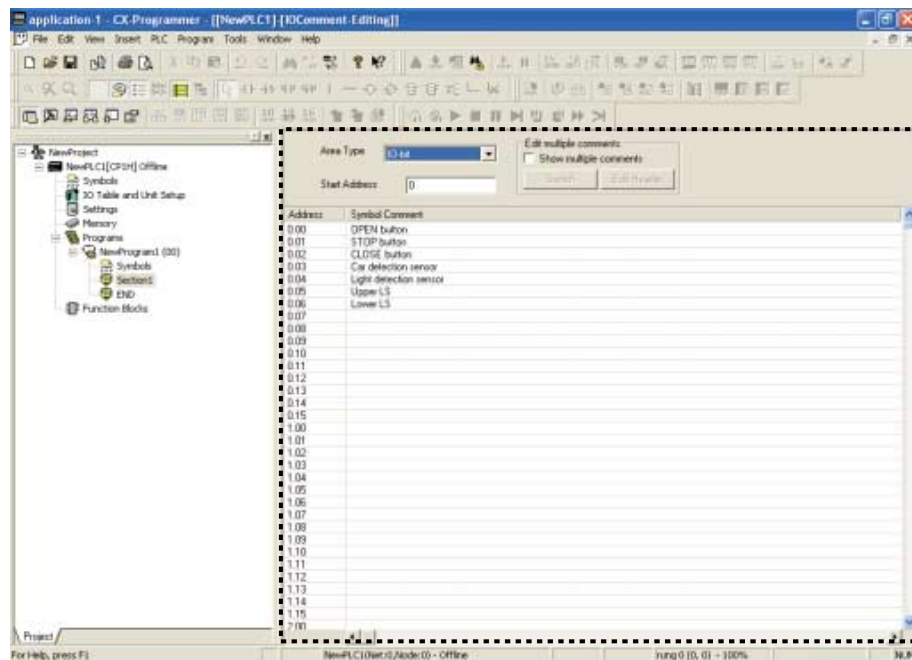 application-1 - CX-Programmer - [[NewPLC1]-[IOComment-Editing]]
File Edit View Insert PLC Program Tools Window Help
NewProject
NewPLC1[CP1H] Offline
Symbols
IO Table and Unit Setup
Settings
Memory
Programs
NewProgram1 (00)
Symbols
Section1
END
Function Blocks
Project
Area Type
IO-bit
Start Address
0
Edit multiple comments
Show multiple comments
Switch
Edit Header
Address Symbol Comment
0.00 OPEN button
0.01 STOP button
0.02 CLOSE button
0.03 Car detection sensor
0.04 Light detection sensor
0.05 Upper LS
0.06 Lower LS
0.07
0.08
0.09
0.10
0.11
0.12
0.13
0.14
0.15
1.00
1.01
1.02
1.03
1.04
1.05
1.06
1.07
1.08
1.09
1.10
1.11
1.12
1.13
1.14
1.15
2.00
For Help, press F1
NewPLC1(Net:0,Node:0) - Offline
rung 0 (0, 0) - 100%